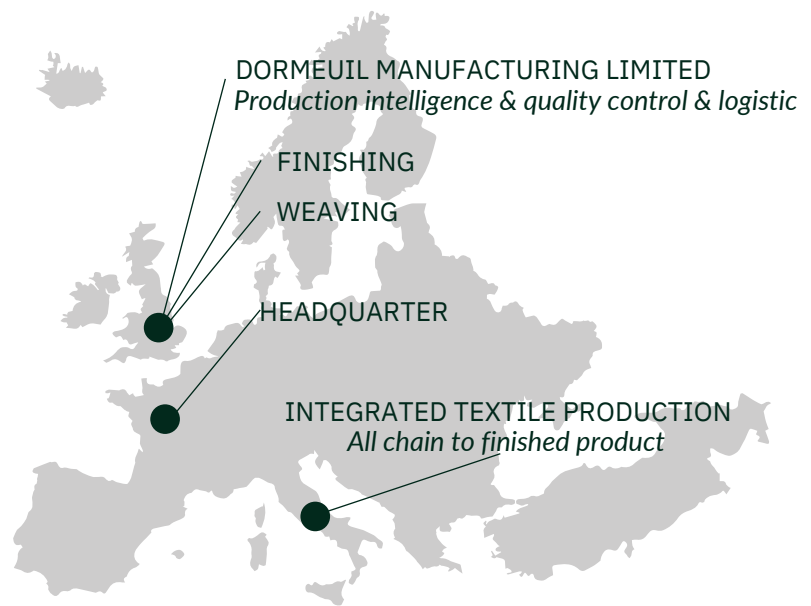 DORMEUIL MANUFACTURING LIMITED
Production intelligence & quality control & logistic
FINISHING
WEAVING
HEADQUARTER
INTEGRATED TEXTILE PRODUCTION
All chain to finished product